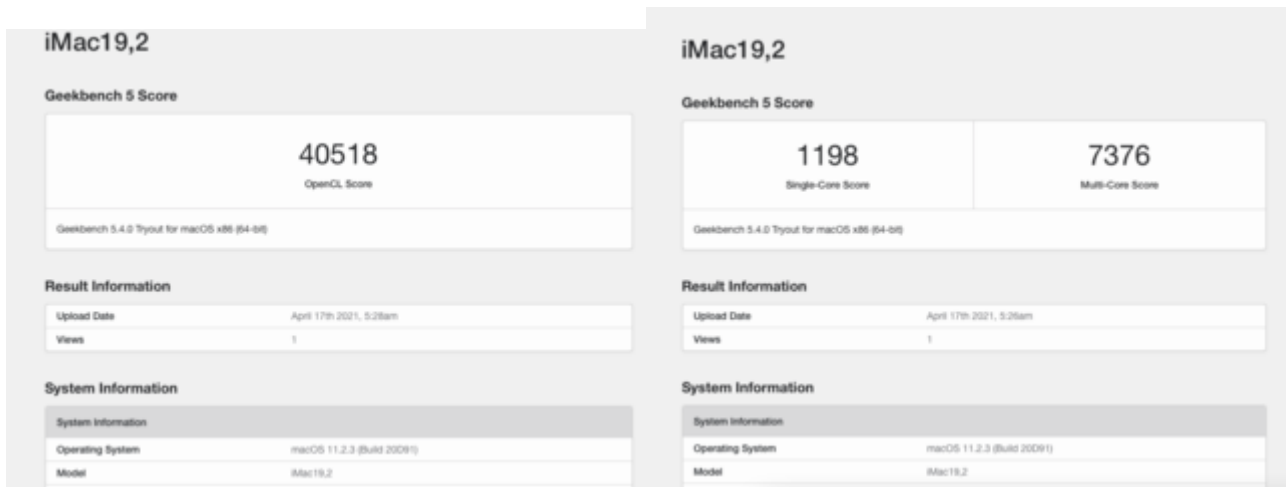 iMac19,2
Geekbench 5 Score
40518
OpenCL Score
Geekbench 5.4.0 Tryout for macOS x86 (64-bit)
Result Information
Upload Date April 17th 2021, 5:28am
Views 1
System Information
System Information
Operating System macOS 11.2.3 (Build 20D91)
Model iMac19,2
iMac19,2
Geekbench 5 Score
1198 7376
Single-Core Score Multi-Core Score
Geekbench 5.4.0 Tryout for macOS x86 (64-bit)
Result Information
Upload Date April 17th 2021, 5:26am
Views 1
System Information
System Information
Operating System macOS 11.2.3 (Build 20D91)
Model iMac19,2